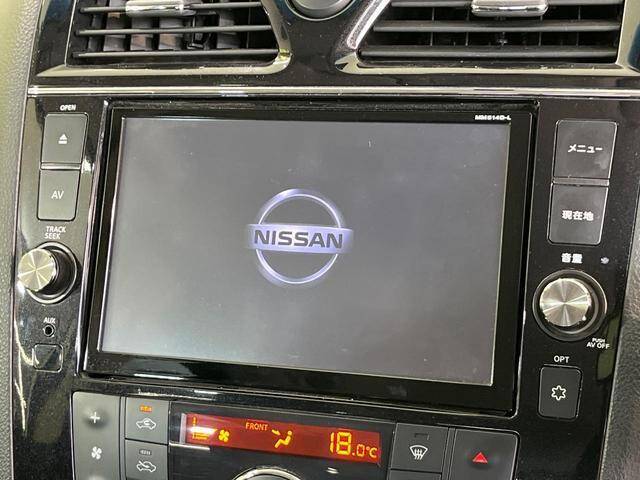 OPEN
MM514D-L
メニュー
AV
現在地
TRACK
SEEK
NISSAN
音量
AUX
PUSH
AV OFF
OPT
FRONT
18.0℃